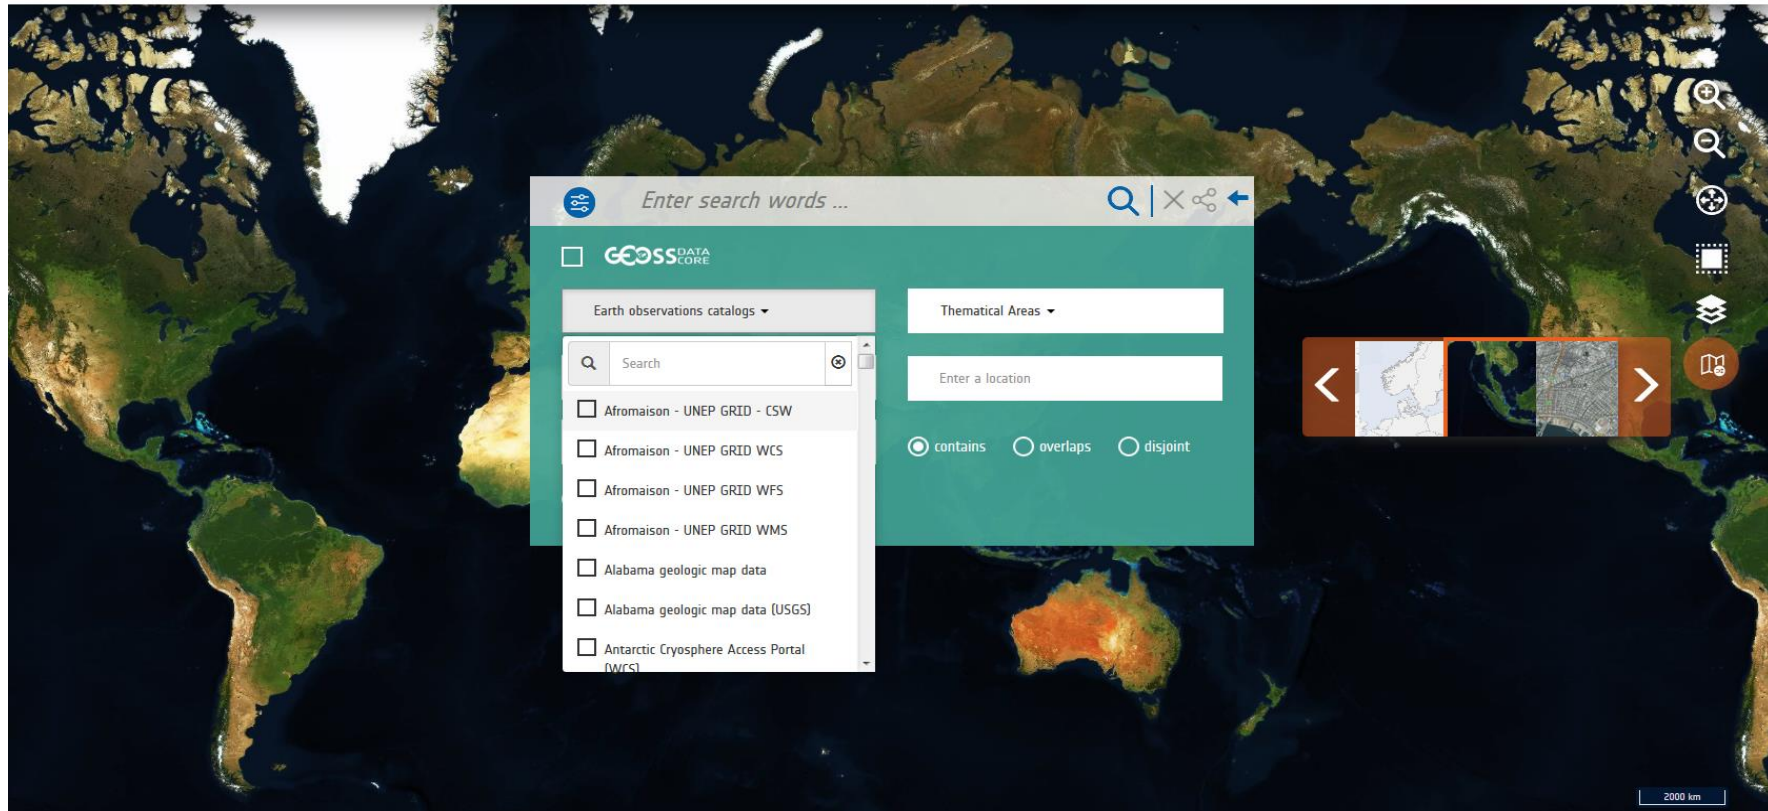 Enter search words ...
GEOSS DATA CORE
Earth observations catalogs
Thematical Areas
Search
Enter a location
Afromaison - UNEP GRID - CSW
Afromaison - UNEP GRID WCS
contains
overlaps
disjoint
Afromaison - UNEP GRID WFS
Afromaison - UNEP GRID WMS
Alabama geologic map data
Alabama geologic map data (USGS)
Antarctic Cryosphere Access Portal
(WCS)
2000 km